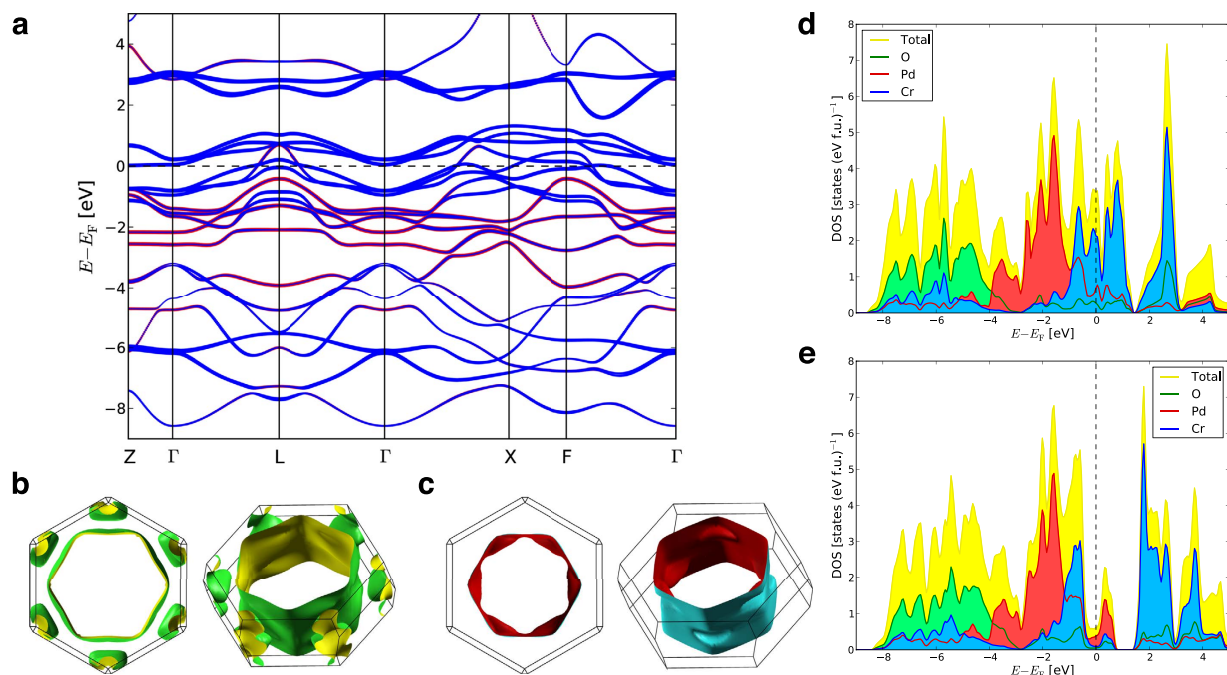 a
E−E_F [eV]
4
2
0
−2
−4
−6
−8
Z Γ L Γ X F Γ
b
c
d
DOS [states (eV f.u.)⁻¹]
8
7
6
5
4
3
2
1
0
Total
O
Pd
Cr
−8 −6 −4 −2 0 2 4
E−E_F [eV]
e
DOS [states (eV f.u.)⁻¹]
8
7
6
5
4
3
2
1
0
Total
O
Pd
Cr
−8 −6 −4 −2 0 2 4
E−E_F [eV]